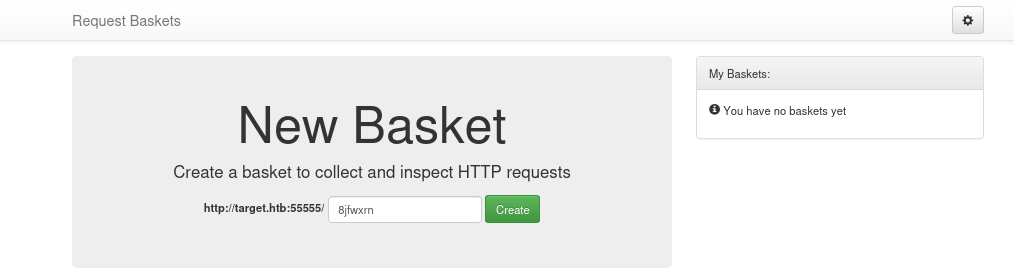 Request Baskets
New Basket
Create a basket to collect and inspect HTTP requests
http://target.htb:55555/ 8jfwxrn Create
My Baskets:
You have no baskets yet